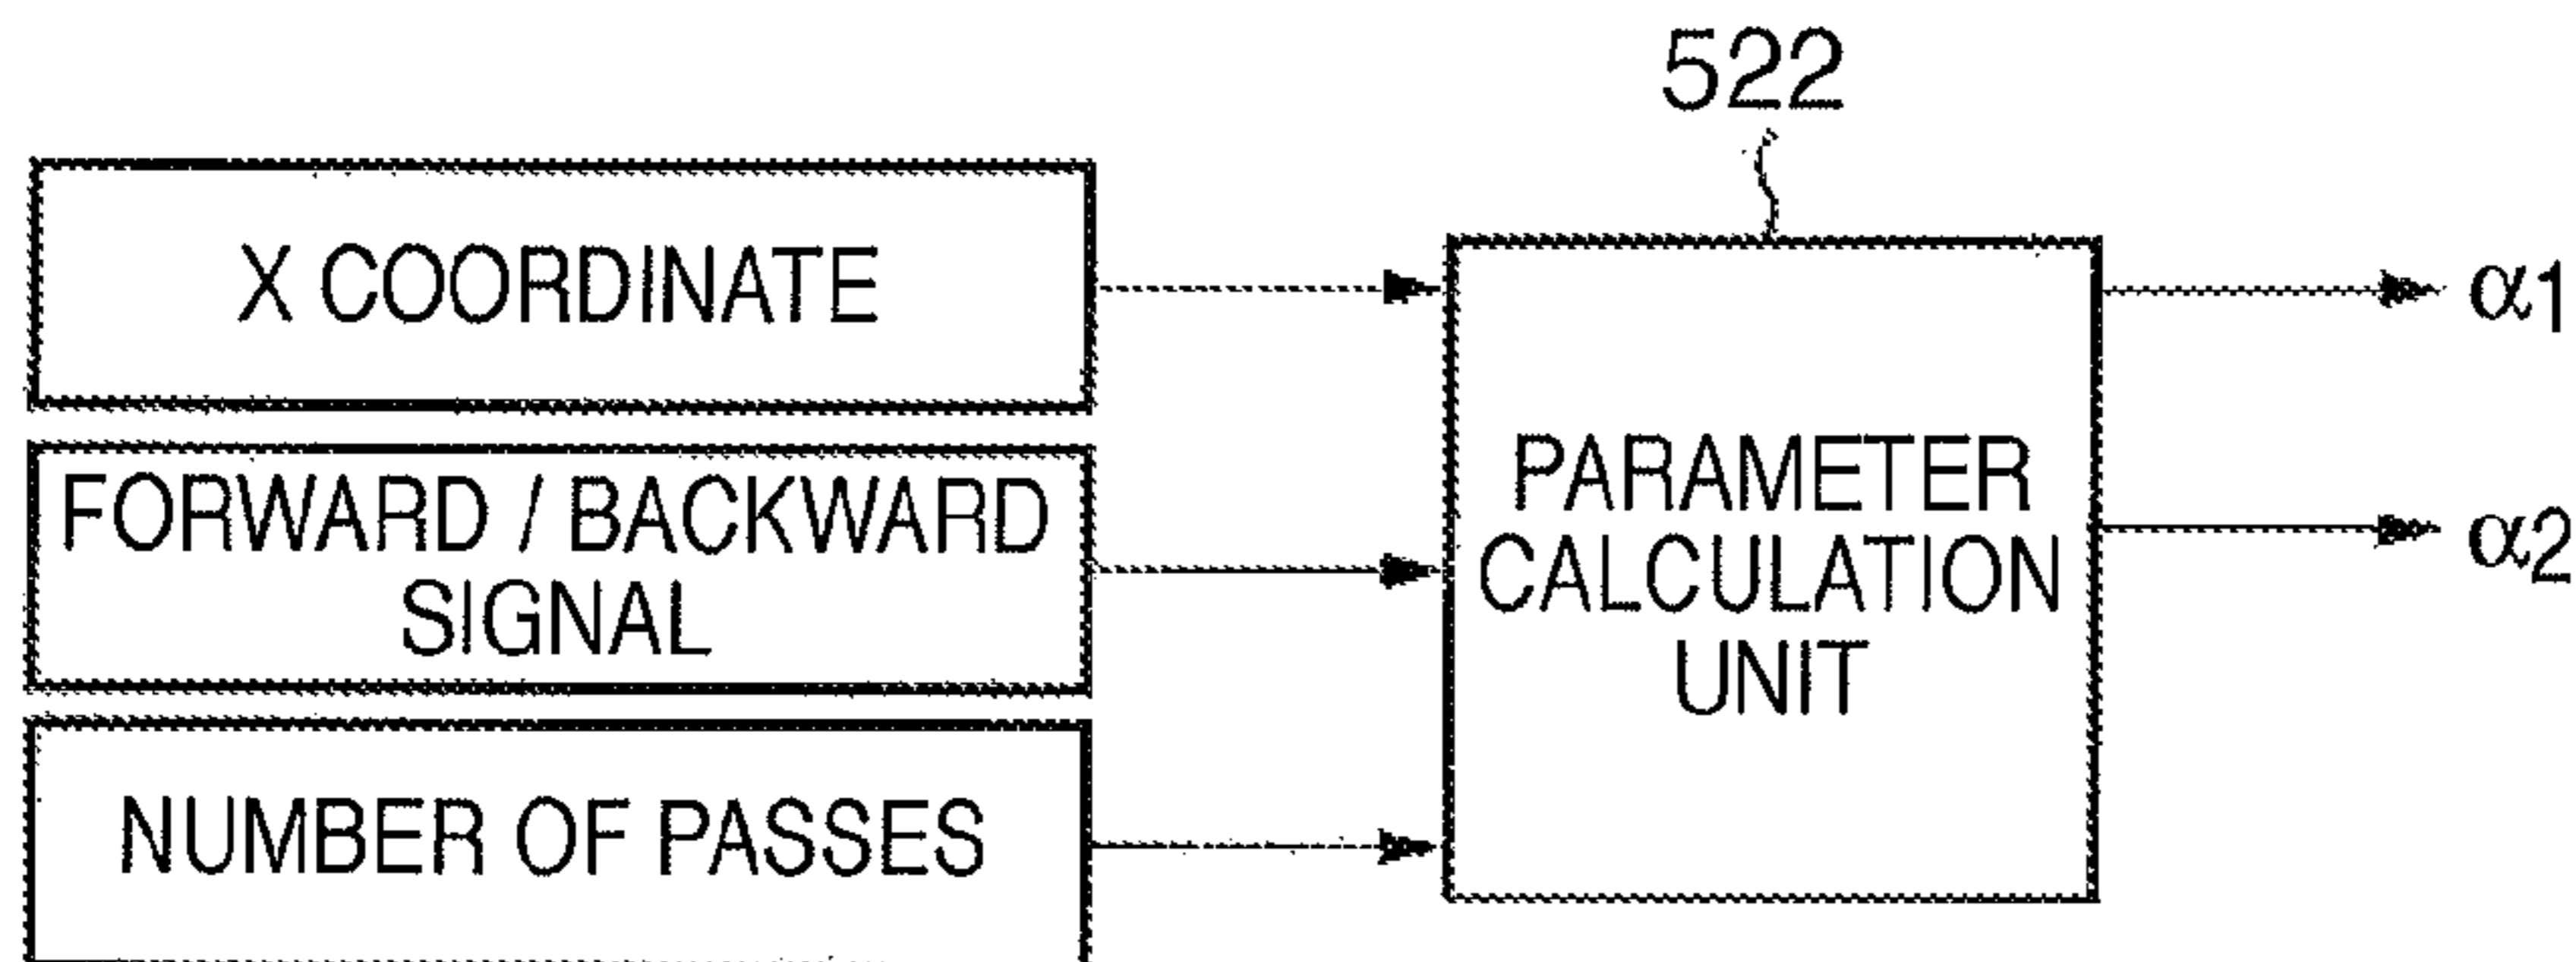 522
X COORDINATE
FORWARD / BACKWARD
SIGNAL
NUMBER OF PASSES
PARAMETER
CALCULATION
UNIT
α1
α2